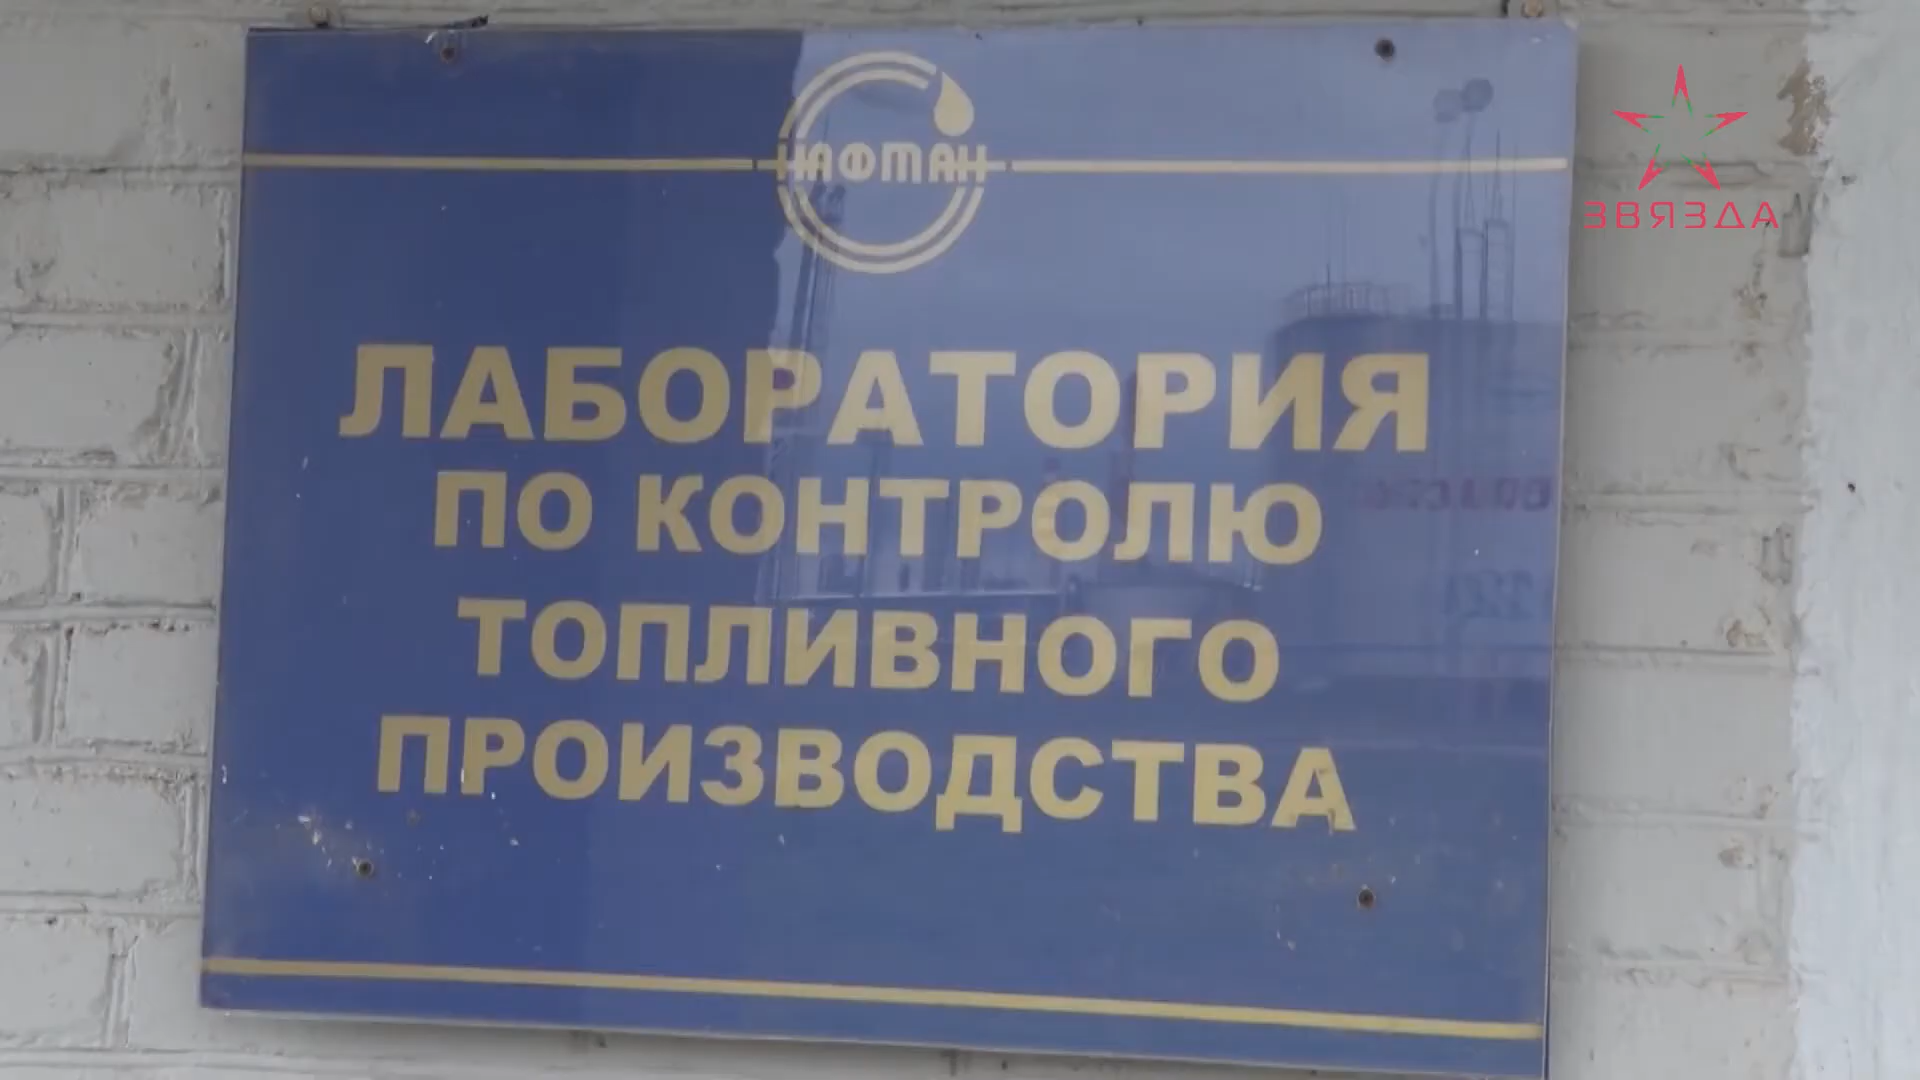 НАФТАН
ЗВЯЗДА
ЛАБОРАТОРИЯ
ПО КОНТРОЛЮ
ТОПЛИВНОГО
ПРОИЗВОДСТВА